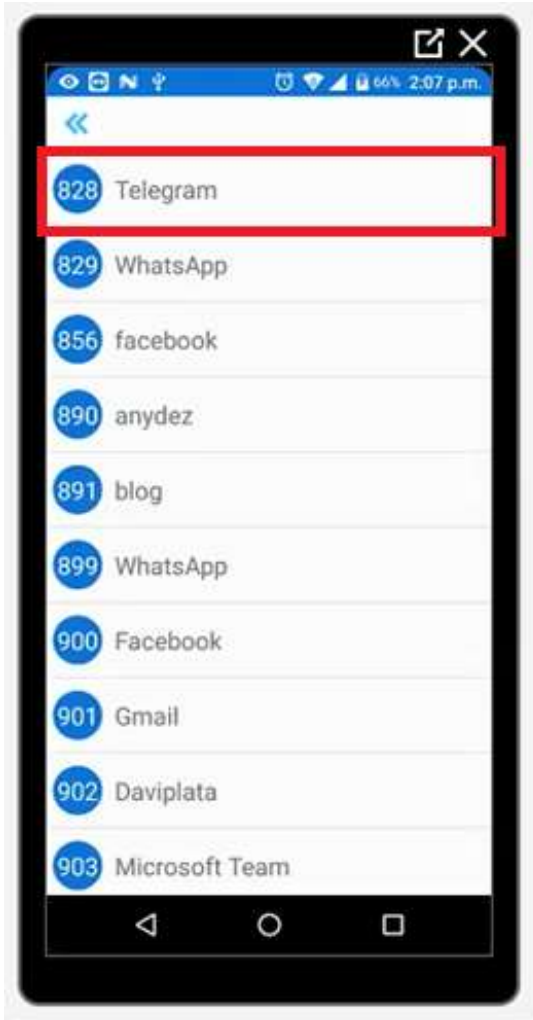 66% 2:07 p.m.
828 Telegram
829 WhatsApp
856 facebook
890 anydez
891 blog
899 WhatsApp
900 Facebook
901 Gmail
902 Daviplata
903 Microsoft Team